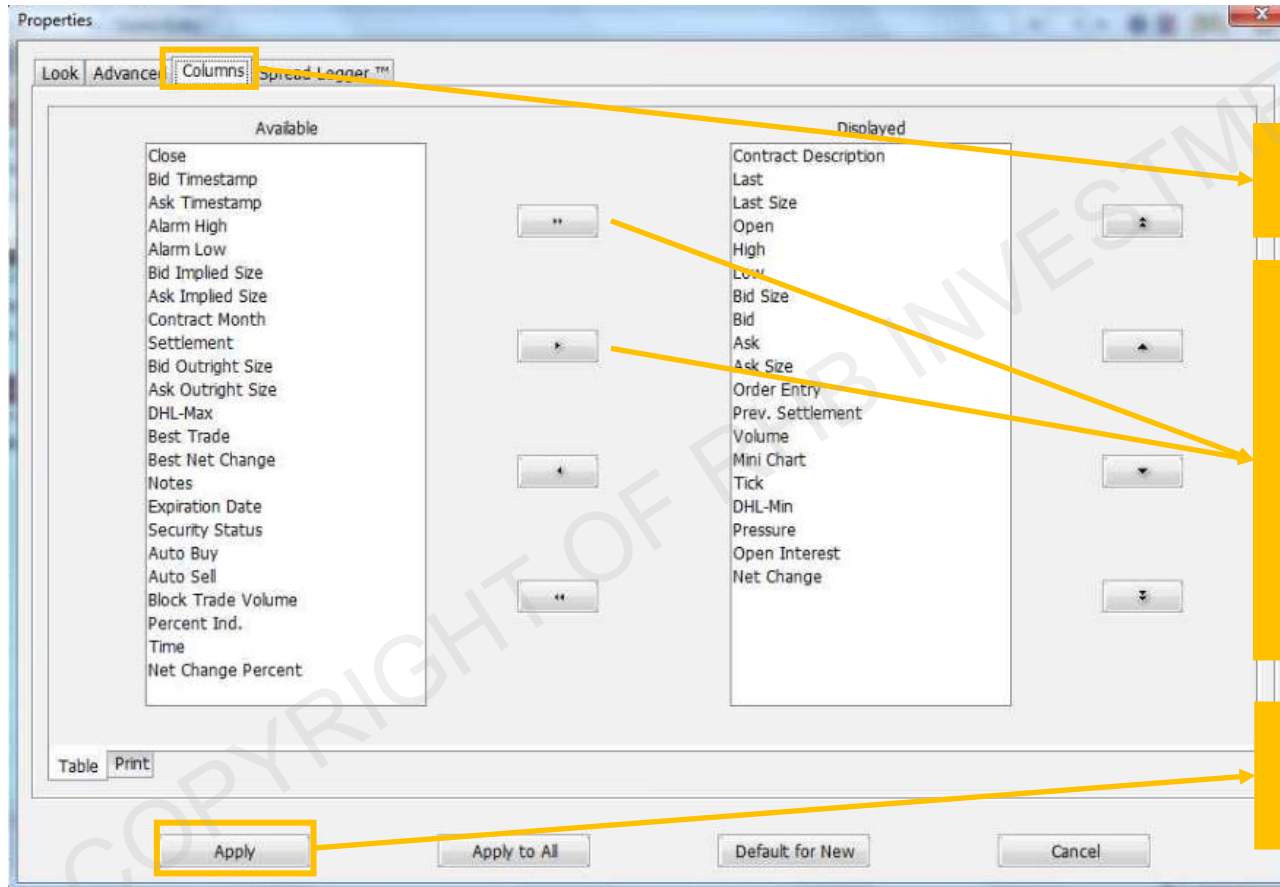 Properties
Look Advanced Columns Spread Logger ™
Available
Displayed
Close
Bid Timestamp
Ask Timestamp
Alarm High
Alarm Low
Bid Implied Size
Ask Implied Size
Contract Month
Settlement
Bid Outright Size
Ask Outright Size
DHL-Max
Best Trade
Best Net Change
Notes
Expiration Date
Security Status
Auto Buy
Auto Sell
Block Trade Volume
Percent Ind.
Time
Net Change Percent
Contract Description
Last
Last Size
Open
High
Low
Bid Size
Bid
Ask
Ask Size
Order Entry
Prev. Settlement
Volume
Mini Chart
Tick
DHL-Min
Pressure
Open Interest
Net Change
Table Print
Apply Apply to All Default for New Cancel
COPYRIGHT OF RHB INVESTME